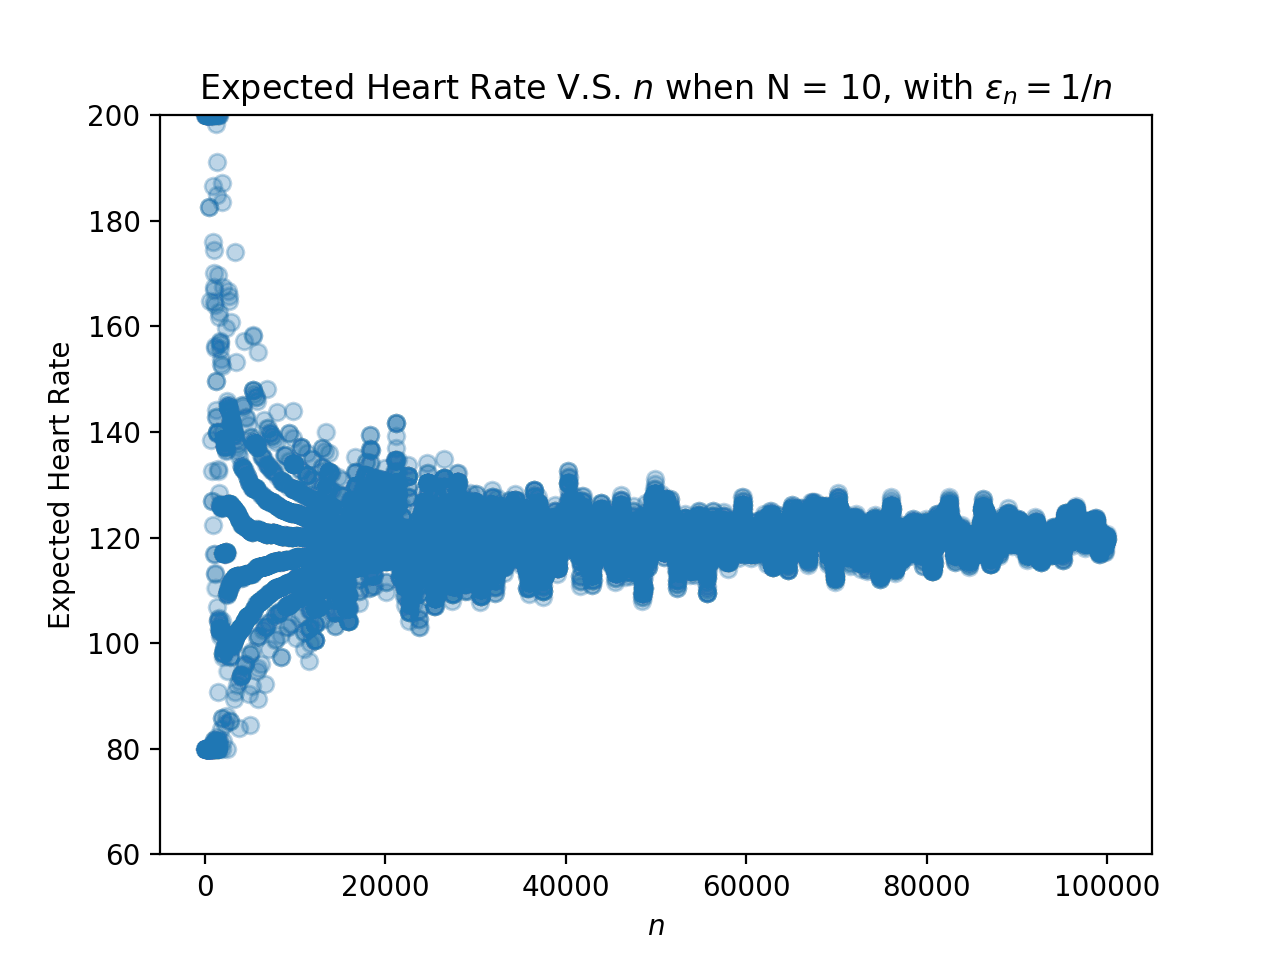 Expected Heart Rate V.S. n when N = 10, with εₙ = 1/n
200
180
160
140
120
100
80
60
Expected Heart Rate
0 20000 40000 60000 80000 100000
n